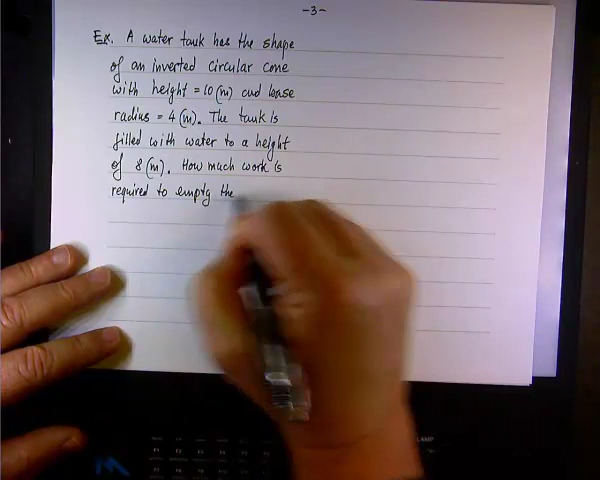 -3-
Ex. A water tank has the shape
of an inverted circular cone
with height = 10 (m) and base
radius = 4 (m). The tank is
filled with water to a height
of 8 (m). How much work is
required to empty the
LAMP